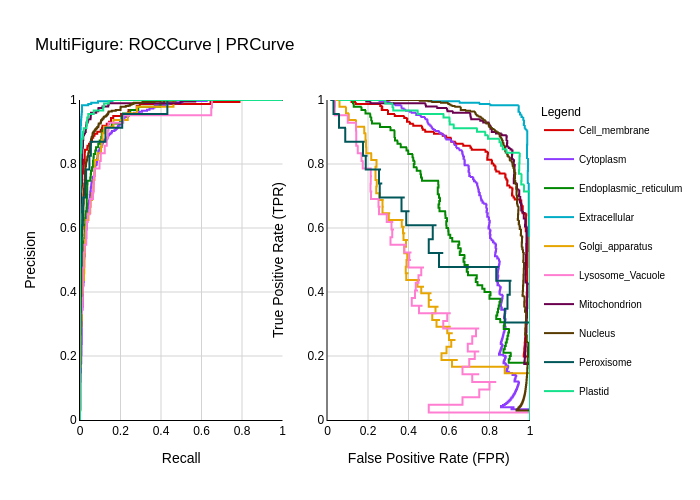 MultiFigure: ROCCurve | PRCurve
Precision
1
0.8
0.6
0.4
0.2
0
0
0.2
0.4
0.6
0.8
1
Recall
True Positive Rate (TPR)
1
0.8
0.6
0.4
0.2
0
0
0.2
0.4
0.6
0.8
1
False Positive Rate (FPR)
Legend
Cell_membrane
Cytoplasm
Endoplasmic_reticulum
Extracellular
Golgi_apparatus
Lysosome_Vacuole
Mitochondrion
Nucleus
Peroxisome
Plastid